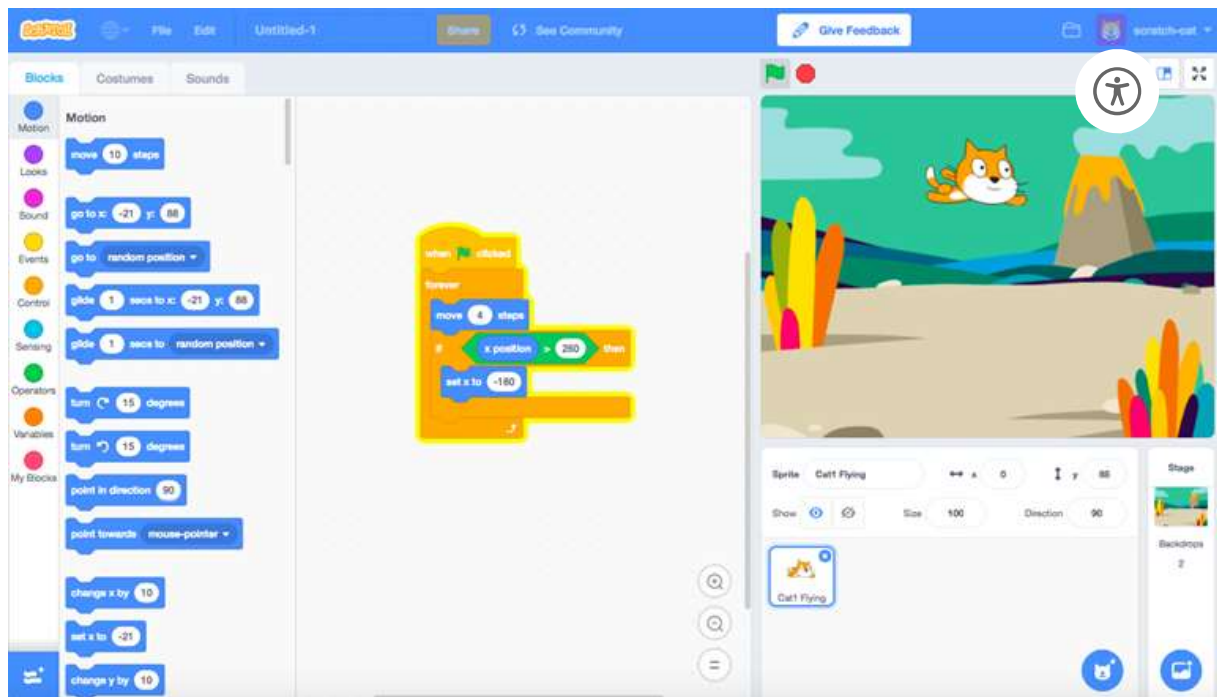 SCRATCH File Edit Untitled-1 Share See Community Give Feedback scratch-cat
Blocks Costumes Sounds
Motion
Looks
Sound
Events
Control
Sensing
Operators
Variables
My Blocks
Motion
move 10 steps
go to x: -21 y: 88
go to random position
glide 1 secs to x: -21 y: 88
glide 1 secs to random position
turn 15 degrees
turn 15 degrees
point in direction 90
point towards mouse-pointer
change x by 10
set x to -21
change y by 10
when clicked
forever
move 4 steps
if x position > 260 then
set x to -180
Sprite Cat1 Flying x 0 y 88
Show Size 100 Direction 90
Cat1 Flying
Stage
Backdrops
2